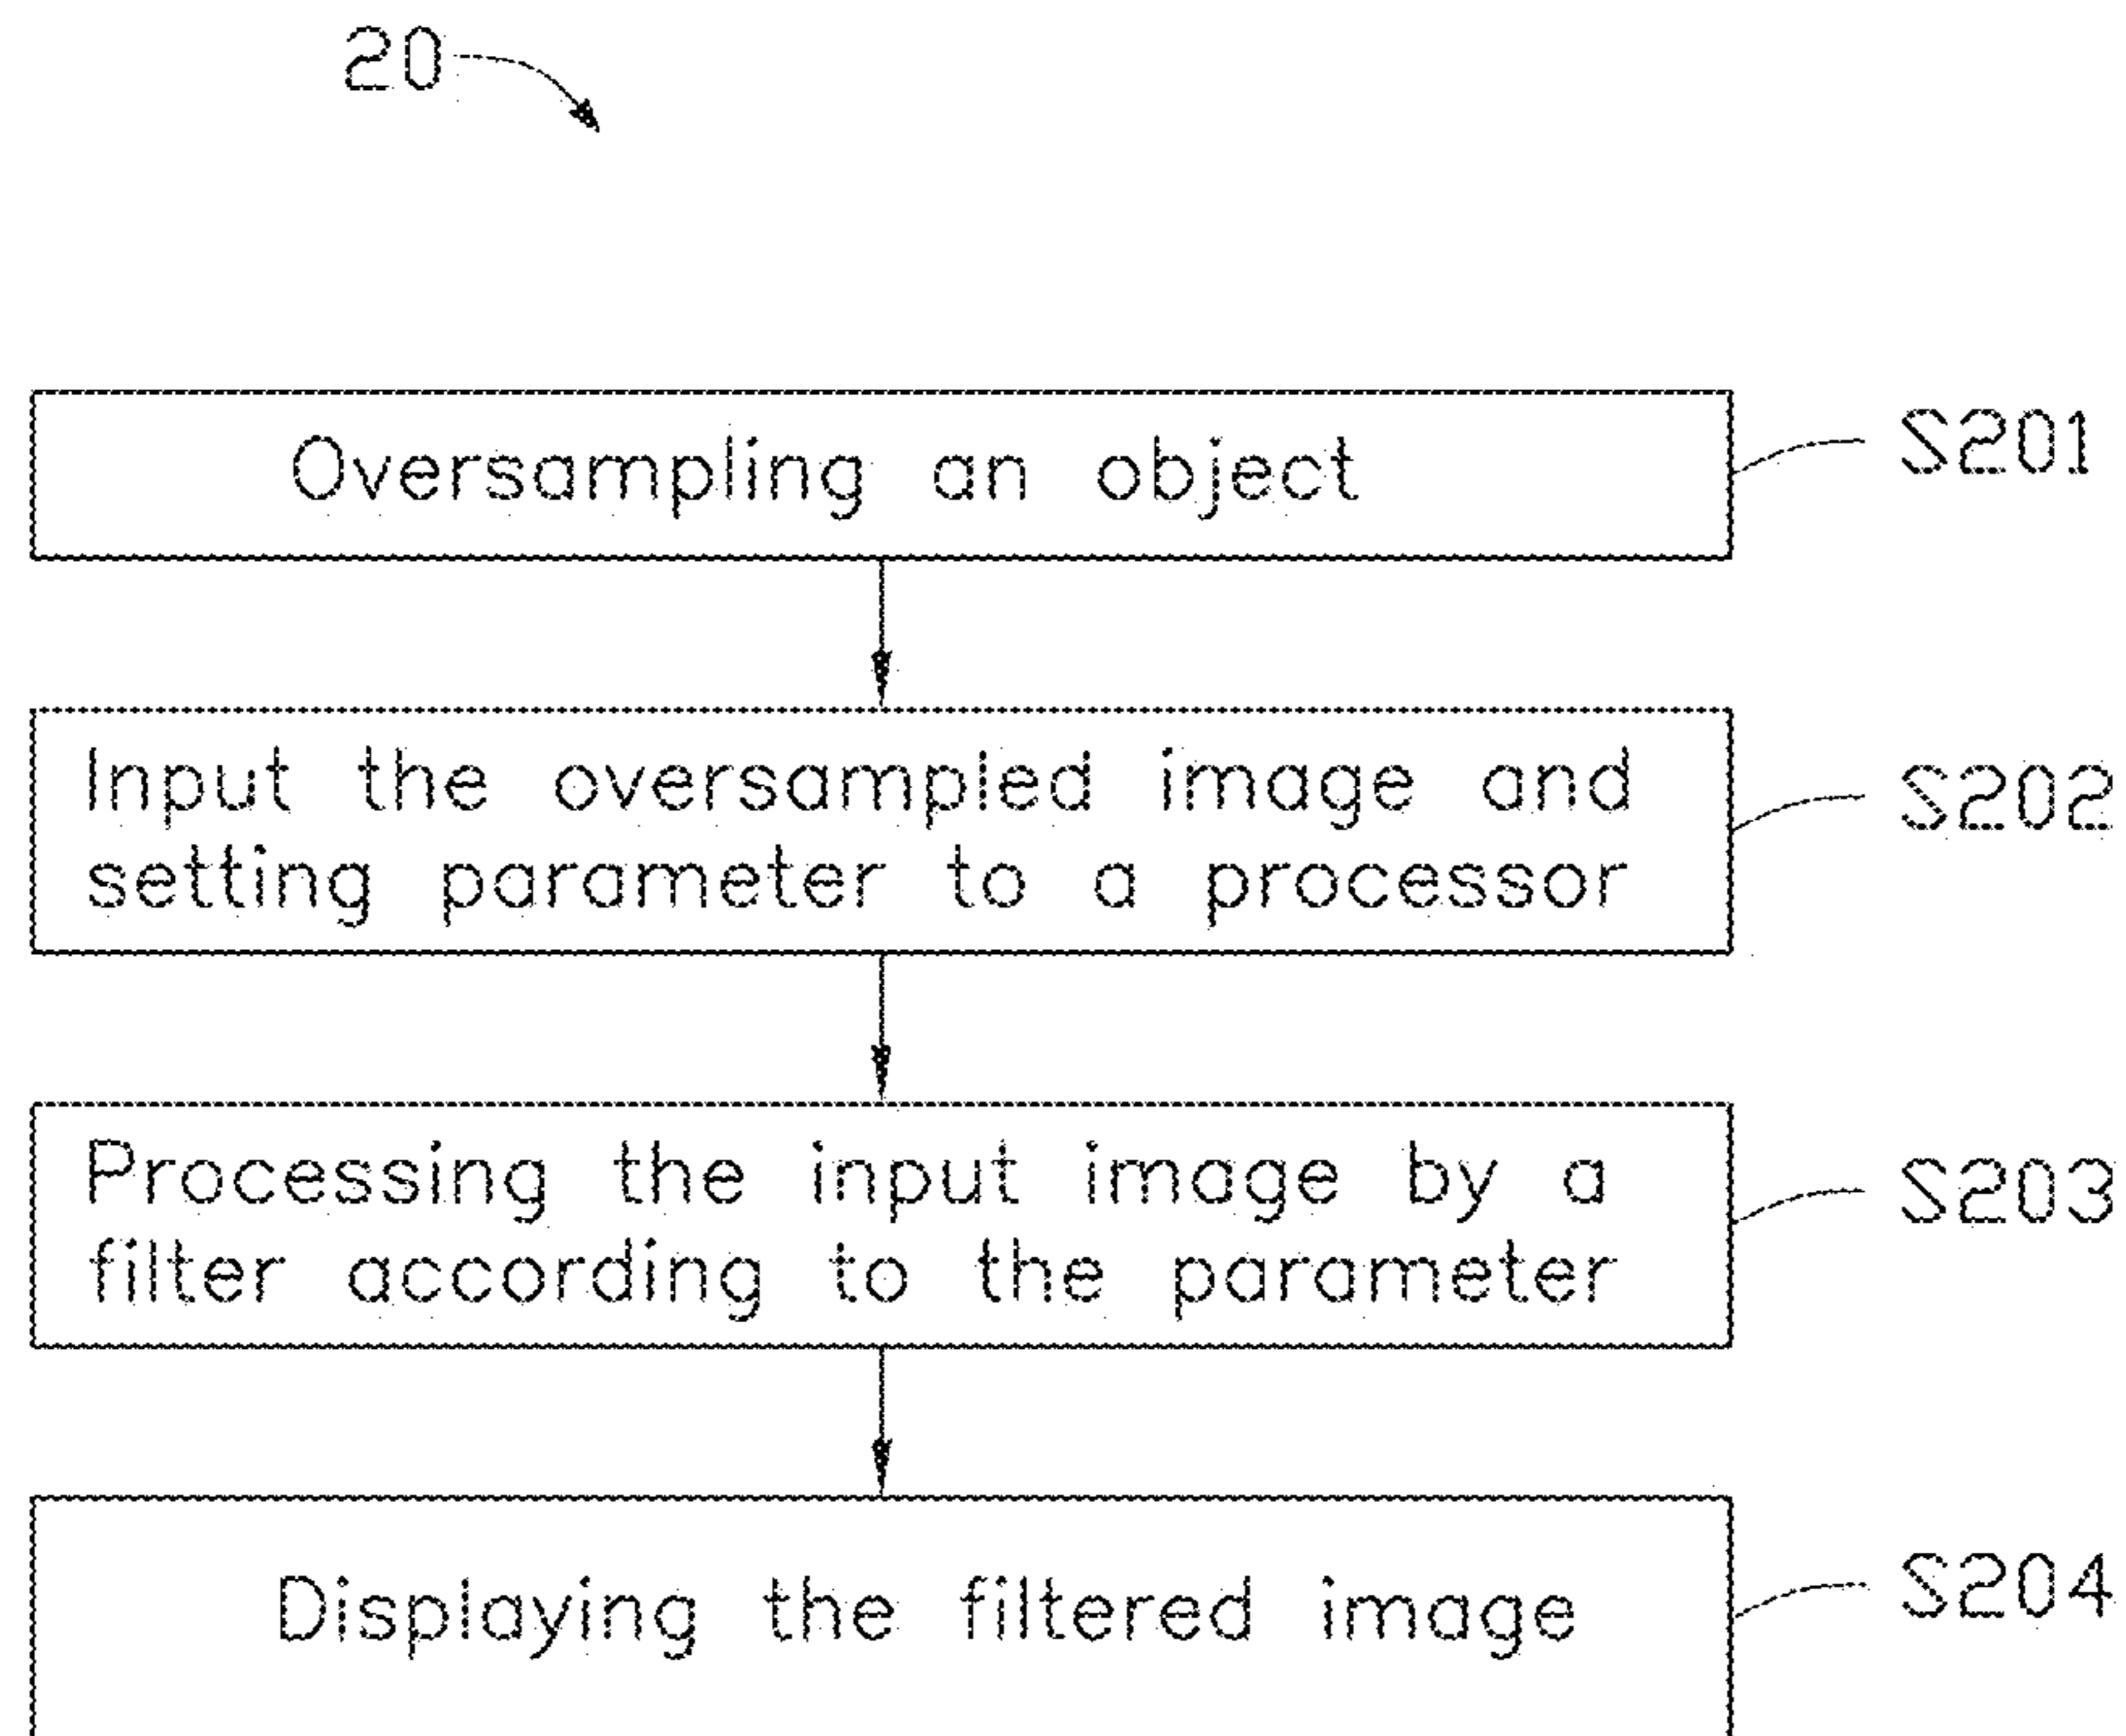 20
Oversampling an object
S201
Input the oversampled image and
setting parameter to a processor
S202
Processing the input image by a
filter according to the parameter
S203
Displaying the filtered image
S204